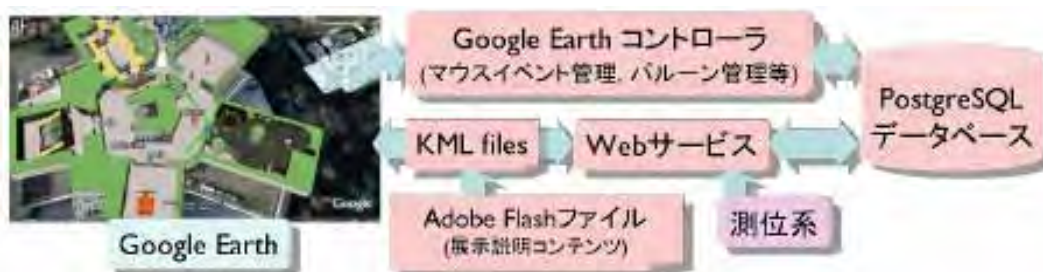 Google Earth コントローラ
(マウスイベント管理, バルーン管理等)
PostgreSQL
データベース
KML files
Webサービス
Google
Adobe Flashファイル
(展示説明コンテンツ)
測位系
Google Earth